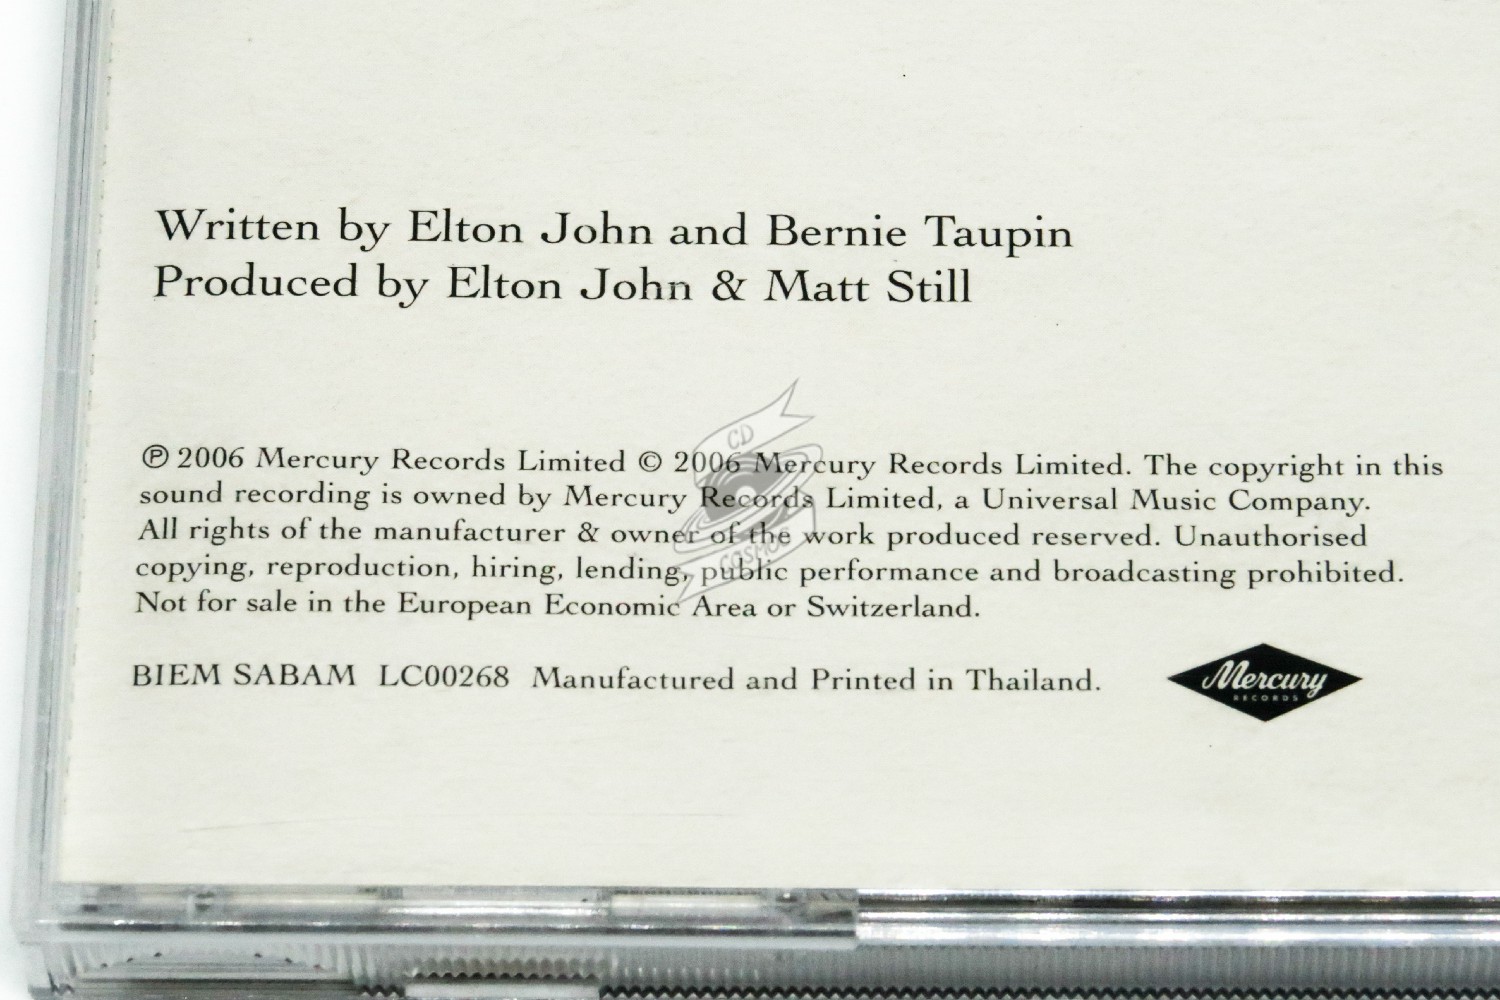 Written by Elton John and Bernie Taupin
Produced by Elton John & Matt Still
CD
℗ 2006 Mercury Records Limited © 2006 Mercury Records Limited. The copyright in this
sound recording is owned by Mercury Records Limited, a Universal Music Company.
All rights of the manufacturer & owner of the work produced reserved. Unauthorised
copying, reproduction, hiring, lending, public performance and broadcasting prohibited.
COSMOS
Not for sale in the European Economic Area or Switzerland.
BIEM SABAM LC00268 Manufactured and Printed in Thailand.
Mercury
RECORDS